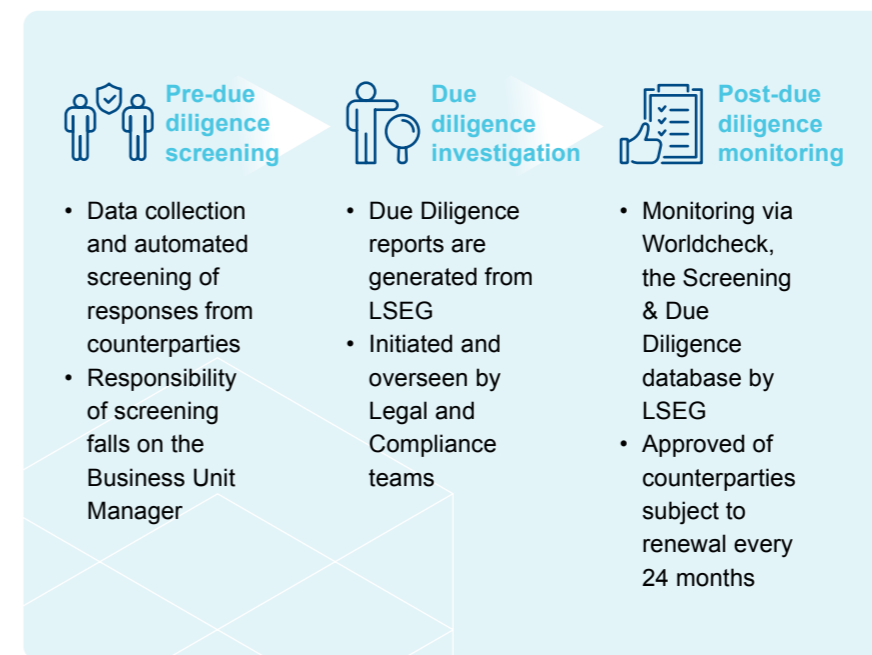 Pre-due
diligence
screening
• Data collection
and automated
screening of
responses from
counterparties
• Responsibility
of screening
falls on the
Business Unit
Manager
Due
diligence
investigation
• Due Diligence
reports are
generated from
LSEG
• Initiated and
overseen by
Legal and
Compliance
teams
Post-due
diligence
monitoring
• Monitoring via
Worldcheck,
the Screening
& Due
Diligence
database by
LSEG
• Approved of
counterparties
subject to
renewal every
24 months